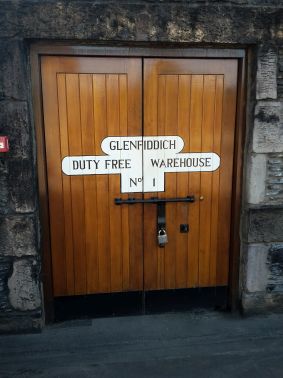 GLENFIDDICH
DUTY FREE WAREHOUSE
Nº 1